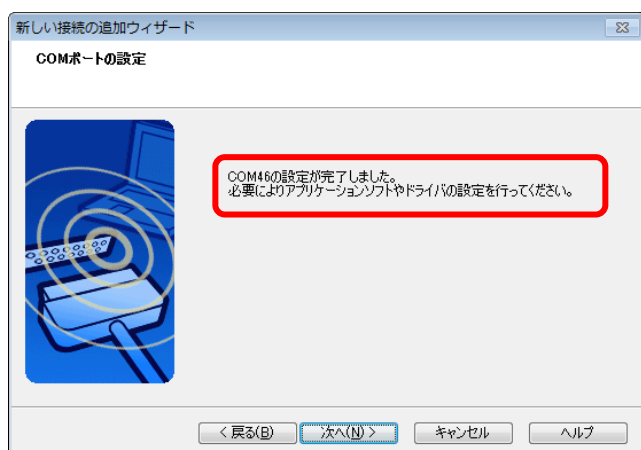 新しい接続の追加ウィザード
COMポートの設定
COM46の設定が完了しました。
必要によりアプリケーションソフトやドライバの設定を行ってください。
< 戻る(B)
次へ(N) >
キャンセル
ヘルプ